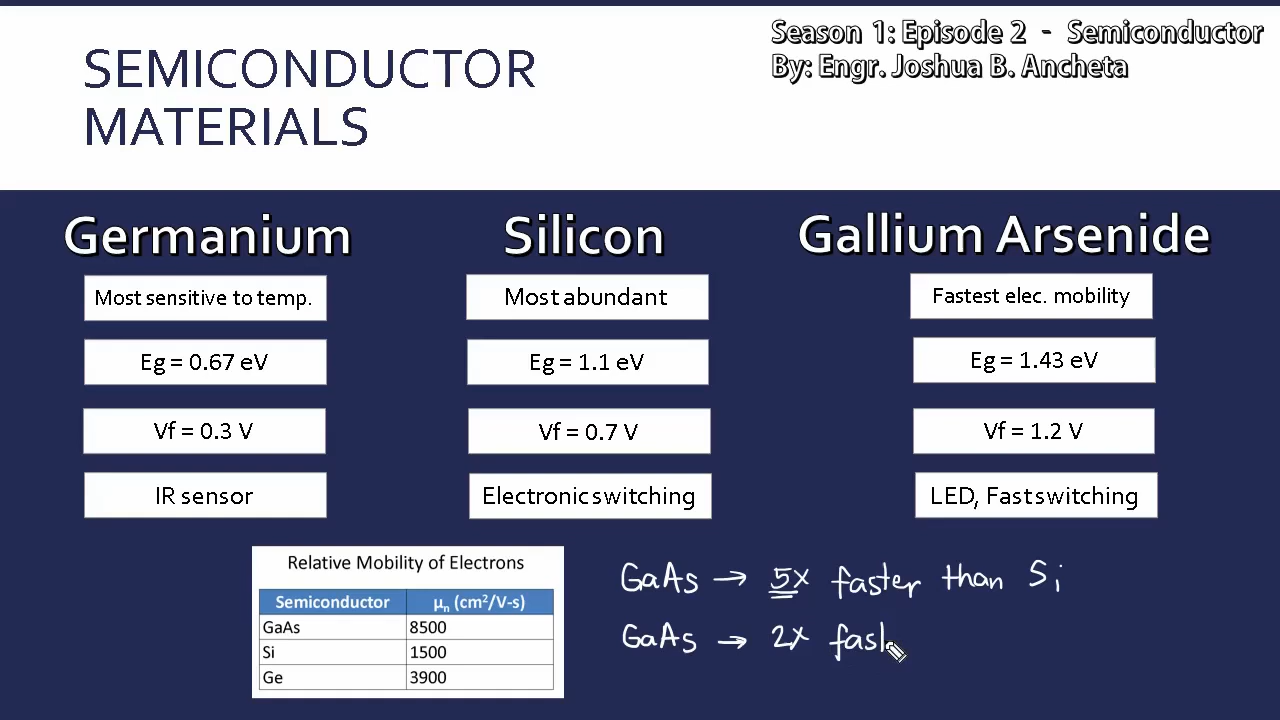 SEMICONDUCTOR
MATERIALS
Season 1: Episode 2 - Semiconductor
By: Engr. Joshua B. Ancheta
Germanium
Most sensitive to temp.
Eg = 0.67 eV
Vf = 0.3 V
IR sensor
Silicon
Most abundant
Eg = 1.1 eV
Vf = 0.7 V
Electronic switching
Gallium Arsenide
Fastest elec. mobility
Eg = 1.43 eV
Vf = 1.2 V
LED, Fast switching
Relative Mobility of Electrons
Semiconductor μn (cm²/V-s)
GaAs 8500
Si 1500
Ge 3900
GaAs → 5x faster than Si
GaAs → 2x